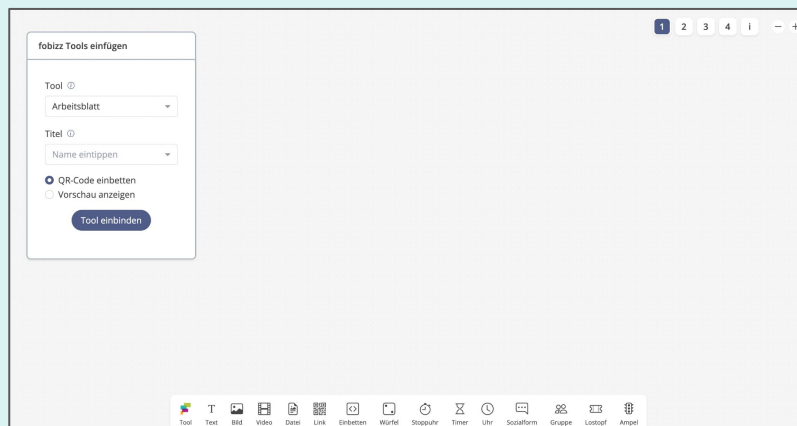 1 2 3 4 i − +
fobizz Tools einfügen
Tool
Arbeitsblatt
Titel
Name eintippen
QR-Code einbetten
Vorschau anzeigen
Tool einbinden
Tool Text Bild Video Datei Link Einbetten Würfel Stoppuhr Timer Uhr Sozialform Gruppe Lostopf Ampel